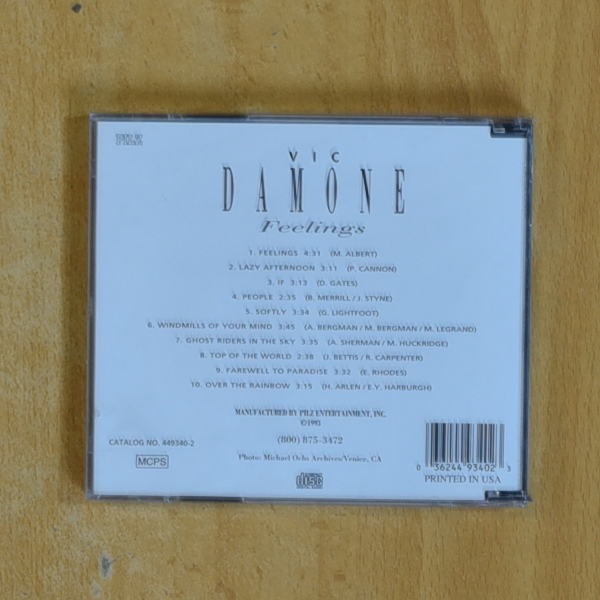 VIC
DAMONE
Feelings
1. FEELINGS 4:31 (M. ALBERT)
2. LAZY AFTERNOON 3:11 (P. CANNON)
3. IF 3:13 (D. GATES)
4. PEOPLE 2:35 (B. MERRILL / J. STYNE)
5. SOFTLY 3:34 (G. LIGHTFOOT)
6. WINDMILLS OF YOUR MIND 3:45 (A. BERGMAN / M. BERGMAN / M. LEGRAND)
7. GHOST RIDERS IN THE SKY 3:35 (A. SHERMAN / M. HUCKRIDGE)
8. TOP OF THE WORLD 2:38 (J. BETTIS / R. CARPENTER)
9. FAREWELL TO PARADISE 3:32 (E. RHODES)
10. OVER THE RAINBOW 3:15 (H. ARLEN / E.Y. HARBURGH)
MANUFACTURED BY PILZ ENTERTAINMENT, INC.
©1993
(800) 875-3472
CATALOG NO. 449340-2
Photo: Michael Ochs Archives/Venice, CA
MCPS
COMPACT
disc
DIGITAL AUDIO
0 36244 93402 3
PRINTED IN USA